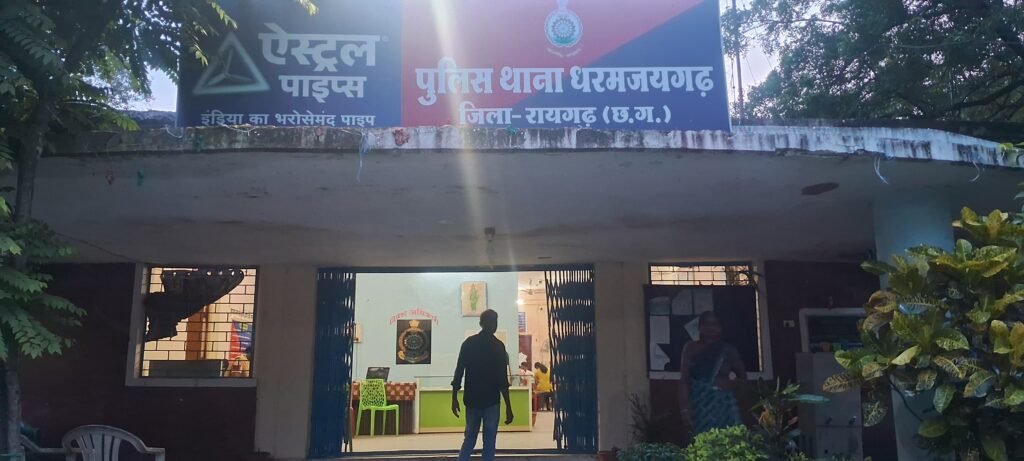 ऐस्ट्रल
पाइप्स
इंडिया का भरोसेमंद पाइप
पुलिस थाना धरमजयगढ़
जिला- रायगढ़ (छ.ग.)